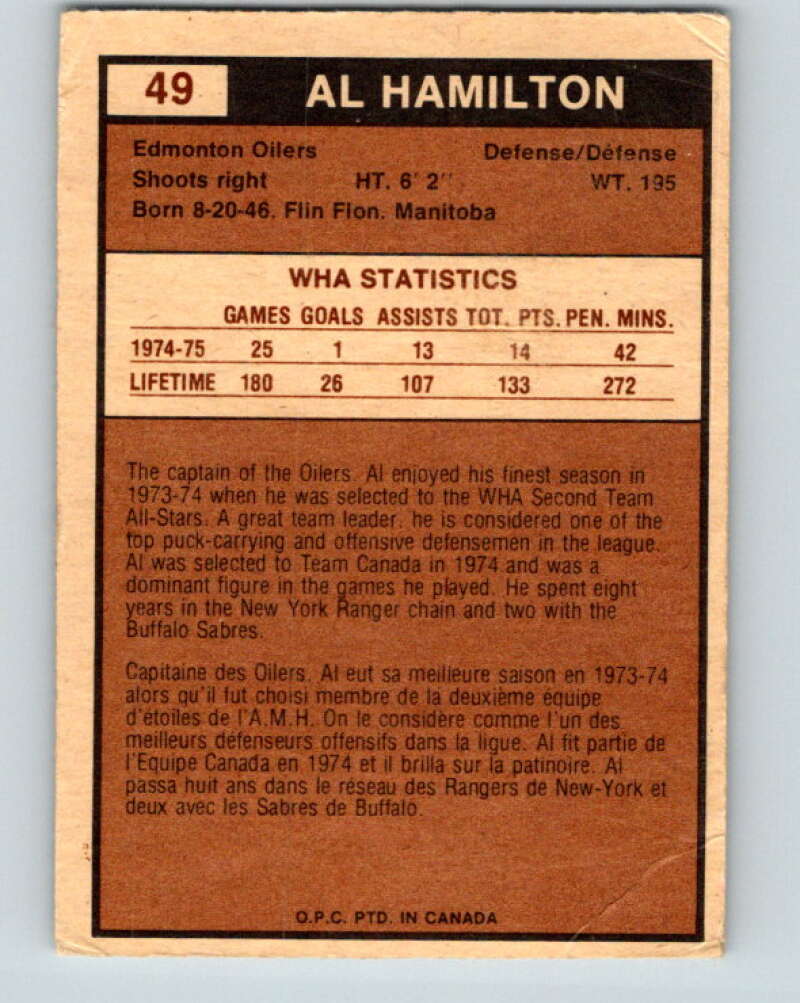 49 AL HAMILTON
Edmonton Oilers Defense/Défense
Shoots right HT. 6' 2" WT. 195
Born 8-20-46. Flin Flon. Manitoba
WHA STATISTICS
GAMES GOALS ASSISTS TOT. PTS. PEN. MINS.
1974-75 25 1 13 14 42
LIFETIME 180 26 107 133 272
The captain of the Oilers. Al enjoyed his finest season in
1973-74 when he was selected to the WHA Second Team
All-Stars. A great team leader, he is considered one of the
top puck-carrying and offensive defensemen in the league.
Al was selected to Team Canada in 1974 and was a
dominant figure in the games he played. He spent eight
years in the New York Ranger chain and two with the
Buffalo Sabres.
Capitaine des Oilers. Al eut sa meilleure saison en 1973-74
alors qu'il fut choisi membre de la deuxième équipe
d'étoiles de l'A.M.H. On le considère comme l'un des
meilleurs défenseurs offensifs dans la ligue. Al fit partie de
l'Equipe Canada en 1974 et il brilla sur la patinoire. Al
passa huit ans dans le réseau des Rangers de New-York et
deux avec les Sabres de Buffalo.
O.P.C. PTD. IN CANADA